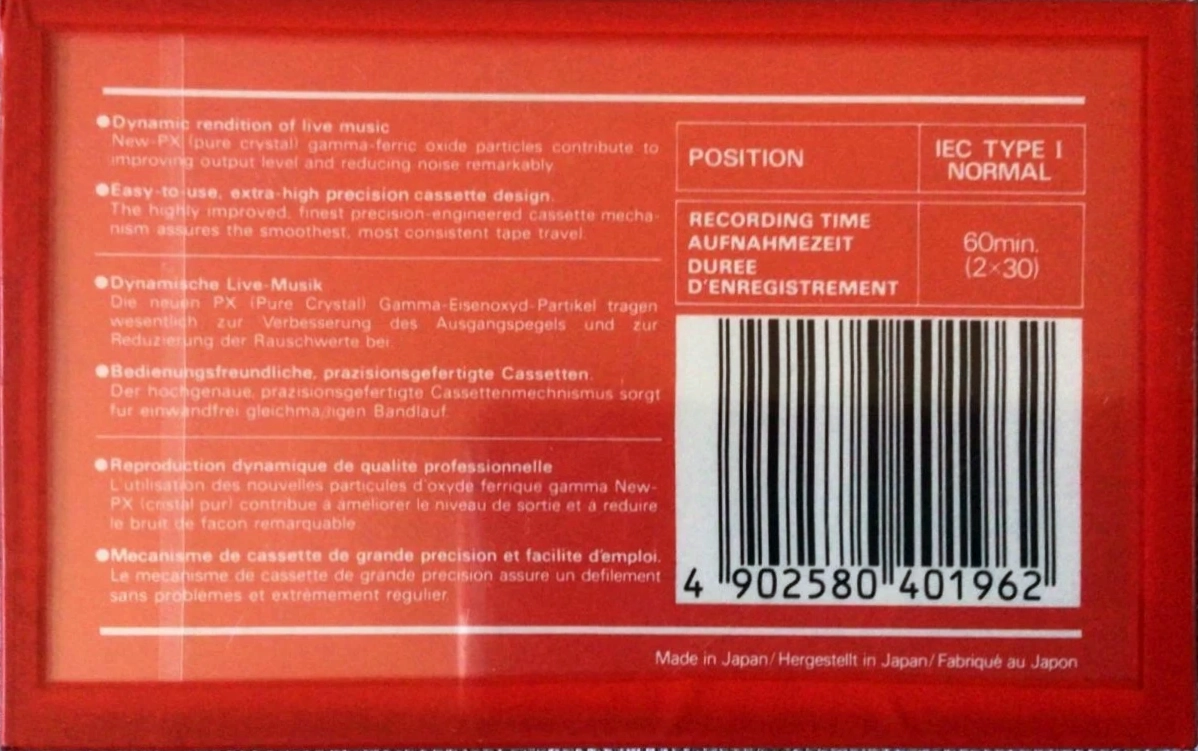 ●Dynamic rendition of live music
New-PX (pure crystal) gamma-ferric oxide particles contribute to
improving output level and reducing noise remarkably.
●Easy-to-use, extra-high precision cassette design.
The highly improved, finest precision-engineered cassette mecha-
nism assures the smoothest, most consistent tape travel.
●Dynamische Live-Musik
Die neuen PX (Pure Crystal) Gamma-Eisenoxyd-Partikel tragen
wesentlich zur Verbesserung des Ausgangspegels und zur
Reduzierung der Rauschwerte bei.
●Bedienungsfreundliche, prazisionsgefertigte Cassetten.
Der hochgenaue, prazisionsgefertigte Cassettenmechnismus sorgt
fur einwandfrei Bandlauf.
●Reproduction dynamique de qualite professionnelle
L'utilisation des nouvelles particules d'oxyde ferrique gamma New-
PX (cristal pur) contribue à améliorer le niveau de sortie et à réduire
le bruit de facon remarquable.
●Mecanisme de cassette de grande precision et facilite d'emploi.
Le mecanisme de cassette de grande precision assure un defilement
sans problèmes et extrèmement regulier.
POSITION
IEC TYPE I
NORMAL
RECORDING TIME
AUFNAHMEZEIT
DUREE
D'ENREGISTREMENT
60min.
(2×30)
4 902580 401962
Made in Japan/Hergestellt in Japan/Fabriqué au Japon